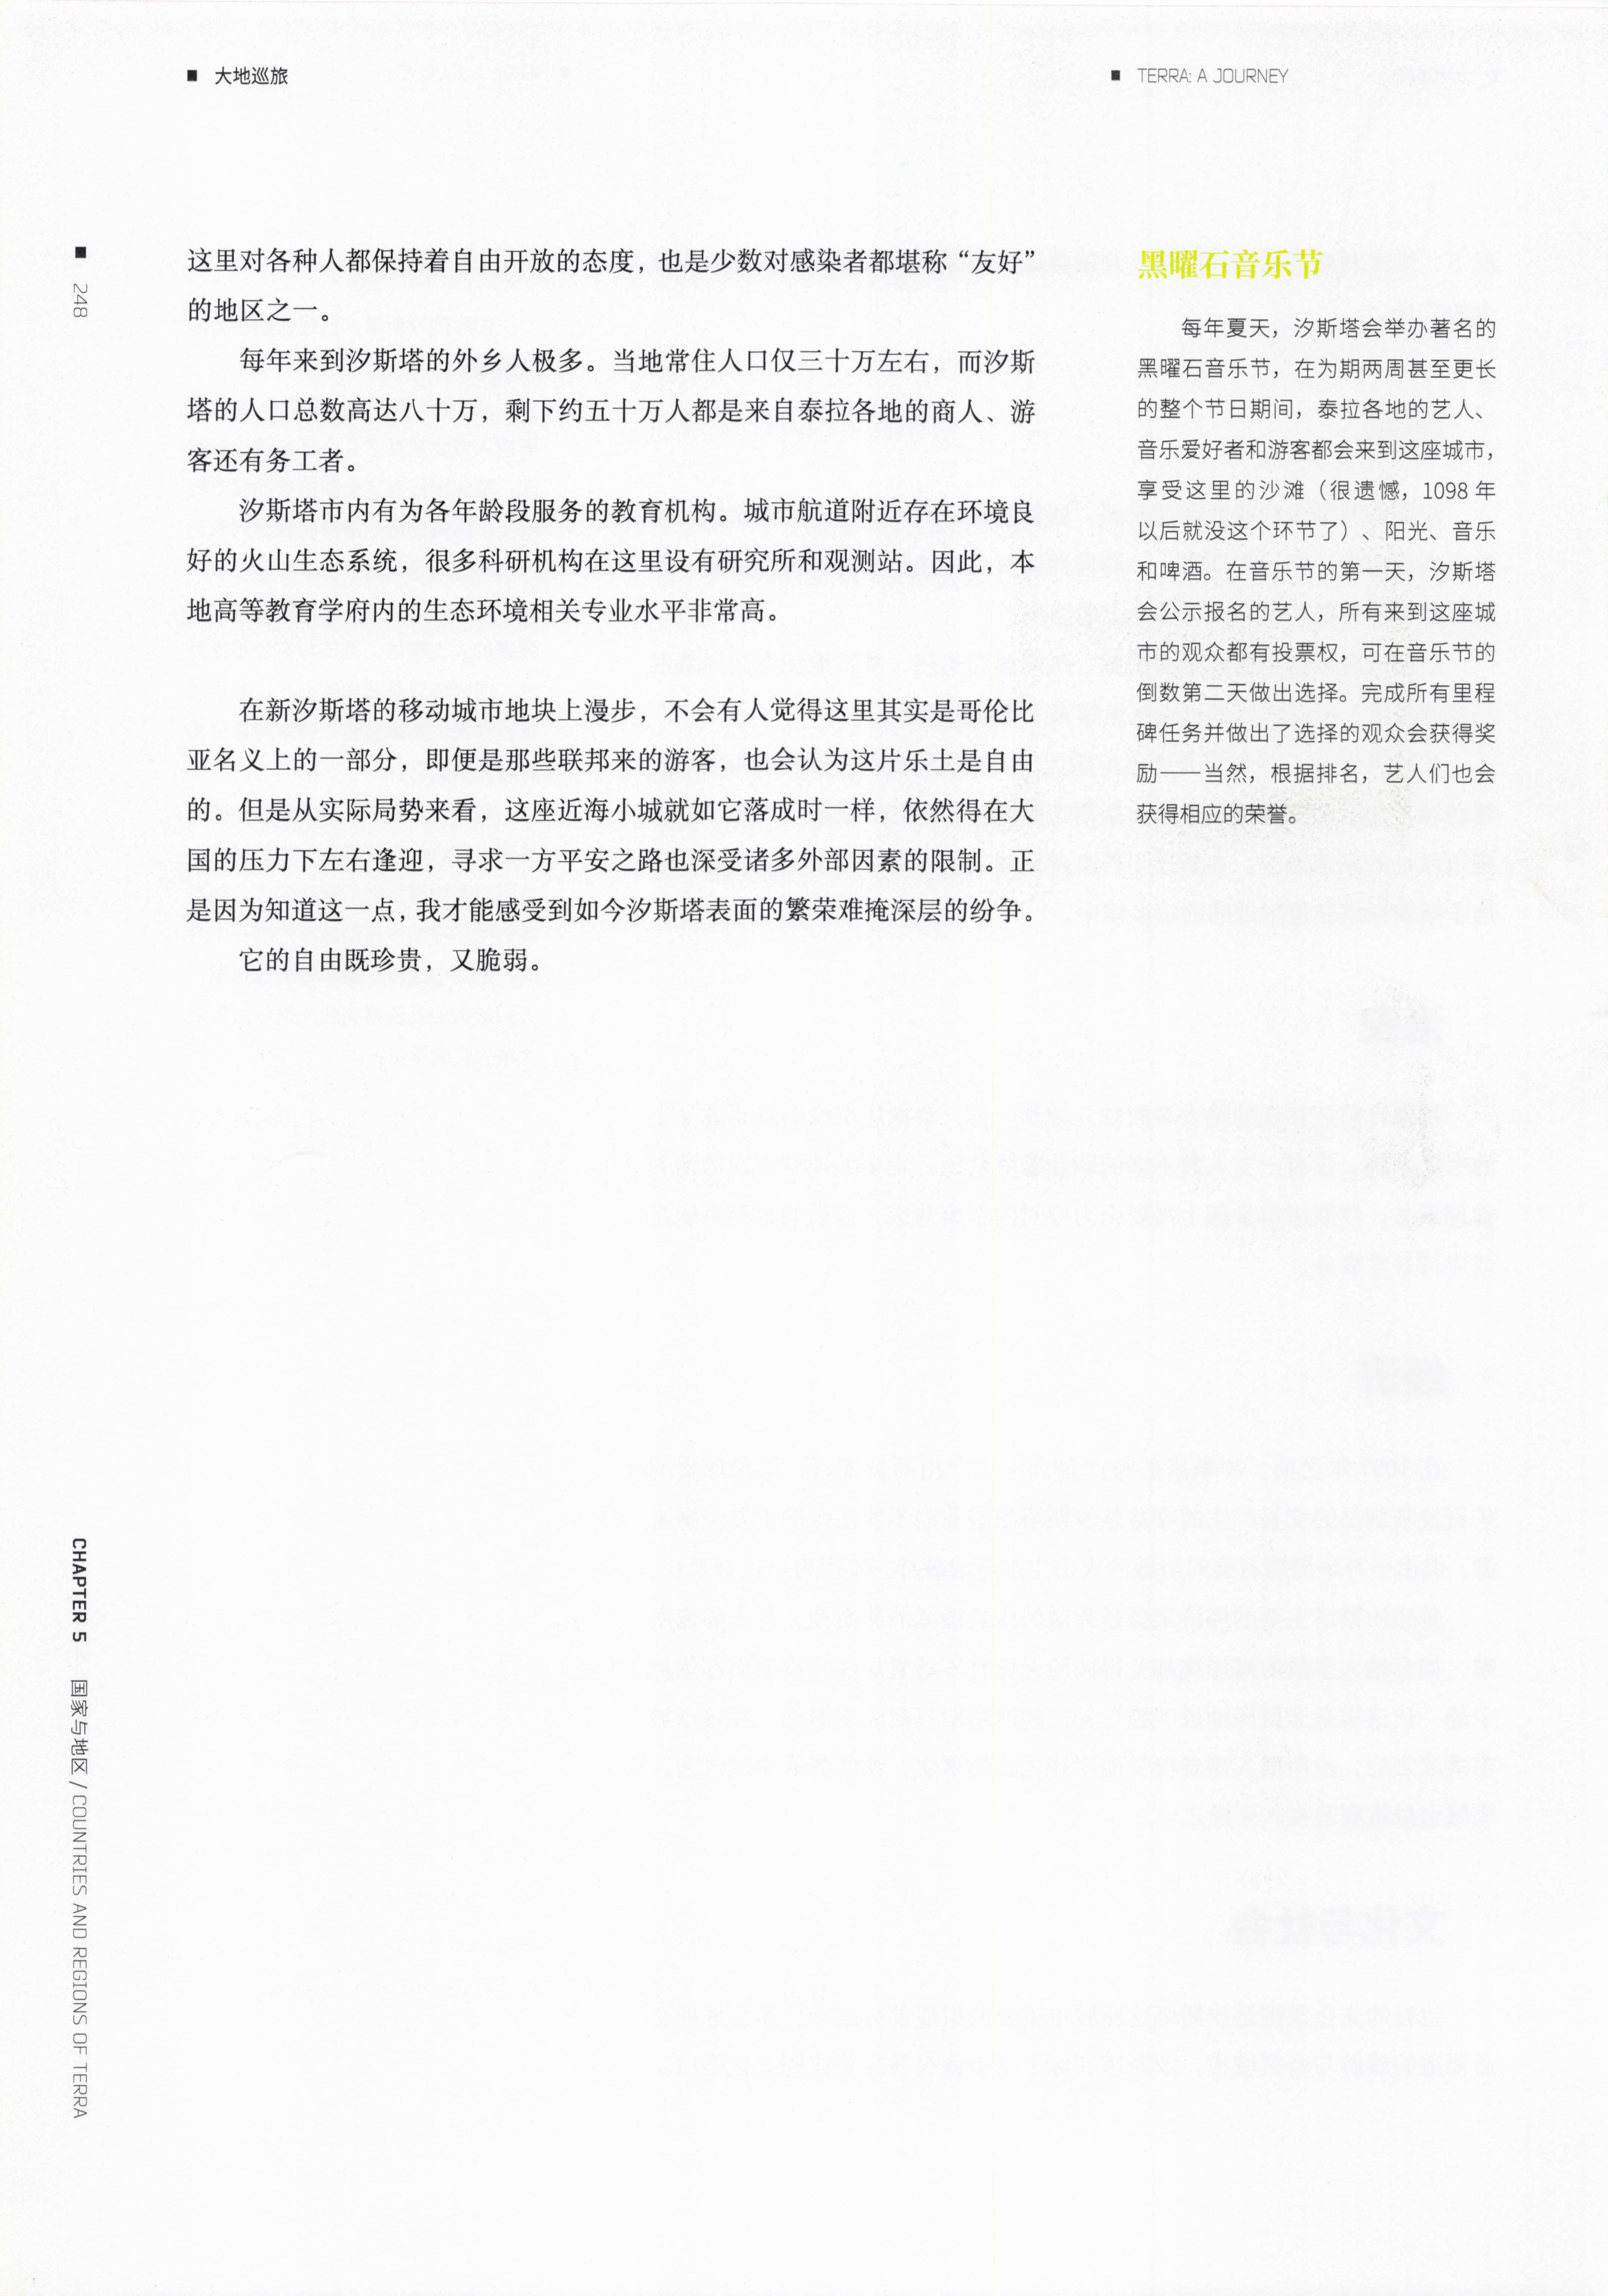 ■ 大地巡旅
■ TERRA: A JOURNEY
■ 248
这里对各种人都保持着自由开放的态度，也是少数对感染者都堪称“友好”
的地区之一。
每年来到汐斯塔的外乡人极多。当地常住人口仅三十万左右，而汐斯
塔的人口总数高达八十万，剩下约五十万人都是来自泰拉各地的商人、游
客还有务工者。
汐斯塔市内有为各年龄段服务的教育机构。城市航道附近存在环境良
好的火山生态系统，很多科研机构在这里设有研究所和观测站。因此，本
地高等教育学府内的生态环境相关专业水平非常高。
在新汐斯塔的移动城市地块上漫步，不会有人觉得这里其实是哥伦比
亚名义上的一部分，即便是那些联邦来的游客，也会认为这片乐土是自由
的。但是从实际局势来看，这座近海小城就如它落成时一样，依然得在大
国的压力下左右逢迎，寻求一方平安之路也深受诸多外部因素的限制。正
是因为知道这一点，我才能感受到如今汐斯塔表面的繁荣难掩深层的纷争。
它的自由既珍贵，又脆弱。
黑曜石音乐节
每年夏天，汐斯塔会举办著名的
黑曜石音乐节，在为期两周甚至更长
的整个节日期间，泰拉各地的艺人、
音乐爱好者和游客都会来到这座城市，
享受这里的沙滩（很遗憾，1098 年
以后就没这个环节了）、阳光、音乐
和啤酒。在音乐节的第一天，汐斯塔
会公示报名的艺人，所有来到这座城
市的观众都有投票权，可在音乐节的
倒数第二天做出选择。完成所有里程
碑任务并做出了选择的观众会获得奖
励——当然，根据排名，艺人们也会
获得相应的荣誉。
CHAPTER 5 国家与地区 / COUNTRIES AND REGIONS OF TERRA